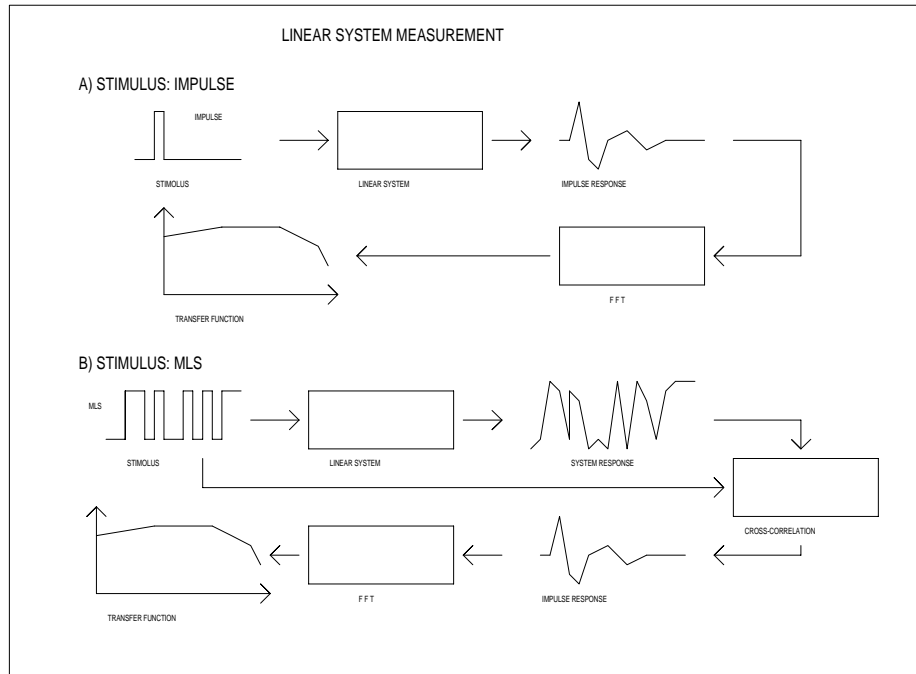 LINEAR SYSTEM MEASUREMENT
A) STIMULUS: IMPULSE
IMPULSE
STIMULUS
LINEAR SYSTEM
IMPULSE RESPONSE
TRANSFER FUNCTION
F F T
B) STIMULUS: MLS
MLS
STIMULUS
LINEAR SYSTEM
SYSTEM RESPONSE
CROSS-CORRELATION
TRANSFER FUNCTION
F F T
IMPULSE RESPONSE